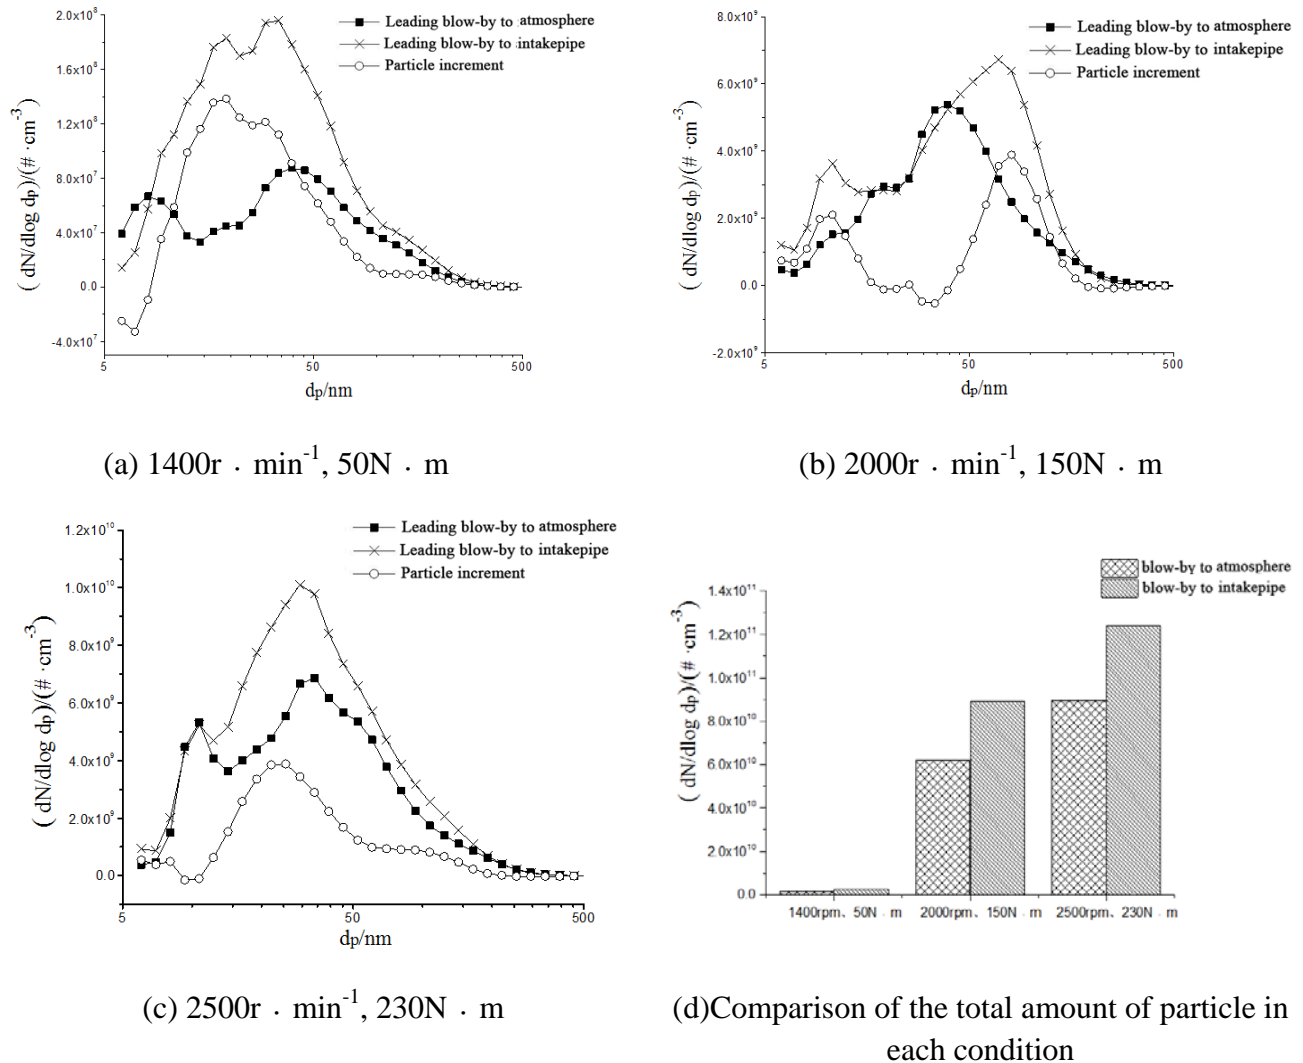 Leading blow-by to atmosphere
Leading blow-by to intakepipe
Particle increment
2.0x10⁸
1.6x10⁸
1.2x10⁸
8.0x10⁷
4.0x10⁷
0.0
-4.0x10⁷
( dN/dlog dp)/(# ·cm⁻³)
5
50
500
dp/nm
(a) 1400r · min⁻¹, 50N · m
Leading blow-by to atmosphere
Leading blow-by to intakepipe
Particle increment
8.0x10⁹
6.0x10⁹
4.0x10⁹
2.0x10⁹
0.0
-2.0x10⁹
( dN/dlog dp)/(# ·cm⁻³)
5
50
500
dp/nm
(b) 2000r · min⁻¹, 150N · m
Leading blow-by to atmosphere
Leading blow-by to intakepipe
Particle increment
1.2x10¹⁰
1.0x10¹⁰
8.0x10⁹
6.0x10⁹
4.0x10⁹
2.0x10⁹
0.0
( dN/dlog dp)/(# ·cm⁻³)
5
50
500
dp/nm
(c) 2500r · min⁻¹, 230N · m
blow-by to atmosphere
blow-by to intakepipe
1.4x10¹¹
1.2x10¹¹
1.0x10¹¹
8.0x10¹⁰
6.0x10¹⁰
4.0x10¹⁰
2.0x10¹⁰
0.0
( dN/dlog dp)/(# ·cm⁻³)
1400rpm、50N · m
2000rpm、150N · m
2500rpm、230N · m
(d)Comparison of the total amount of particle in
each condition